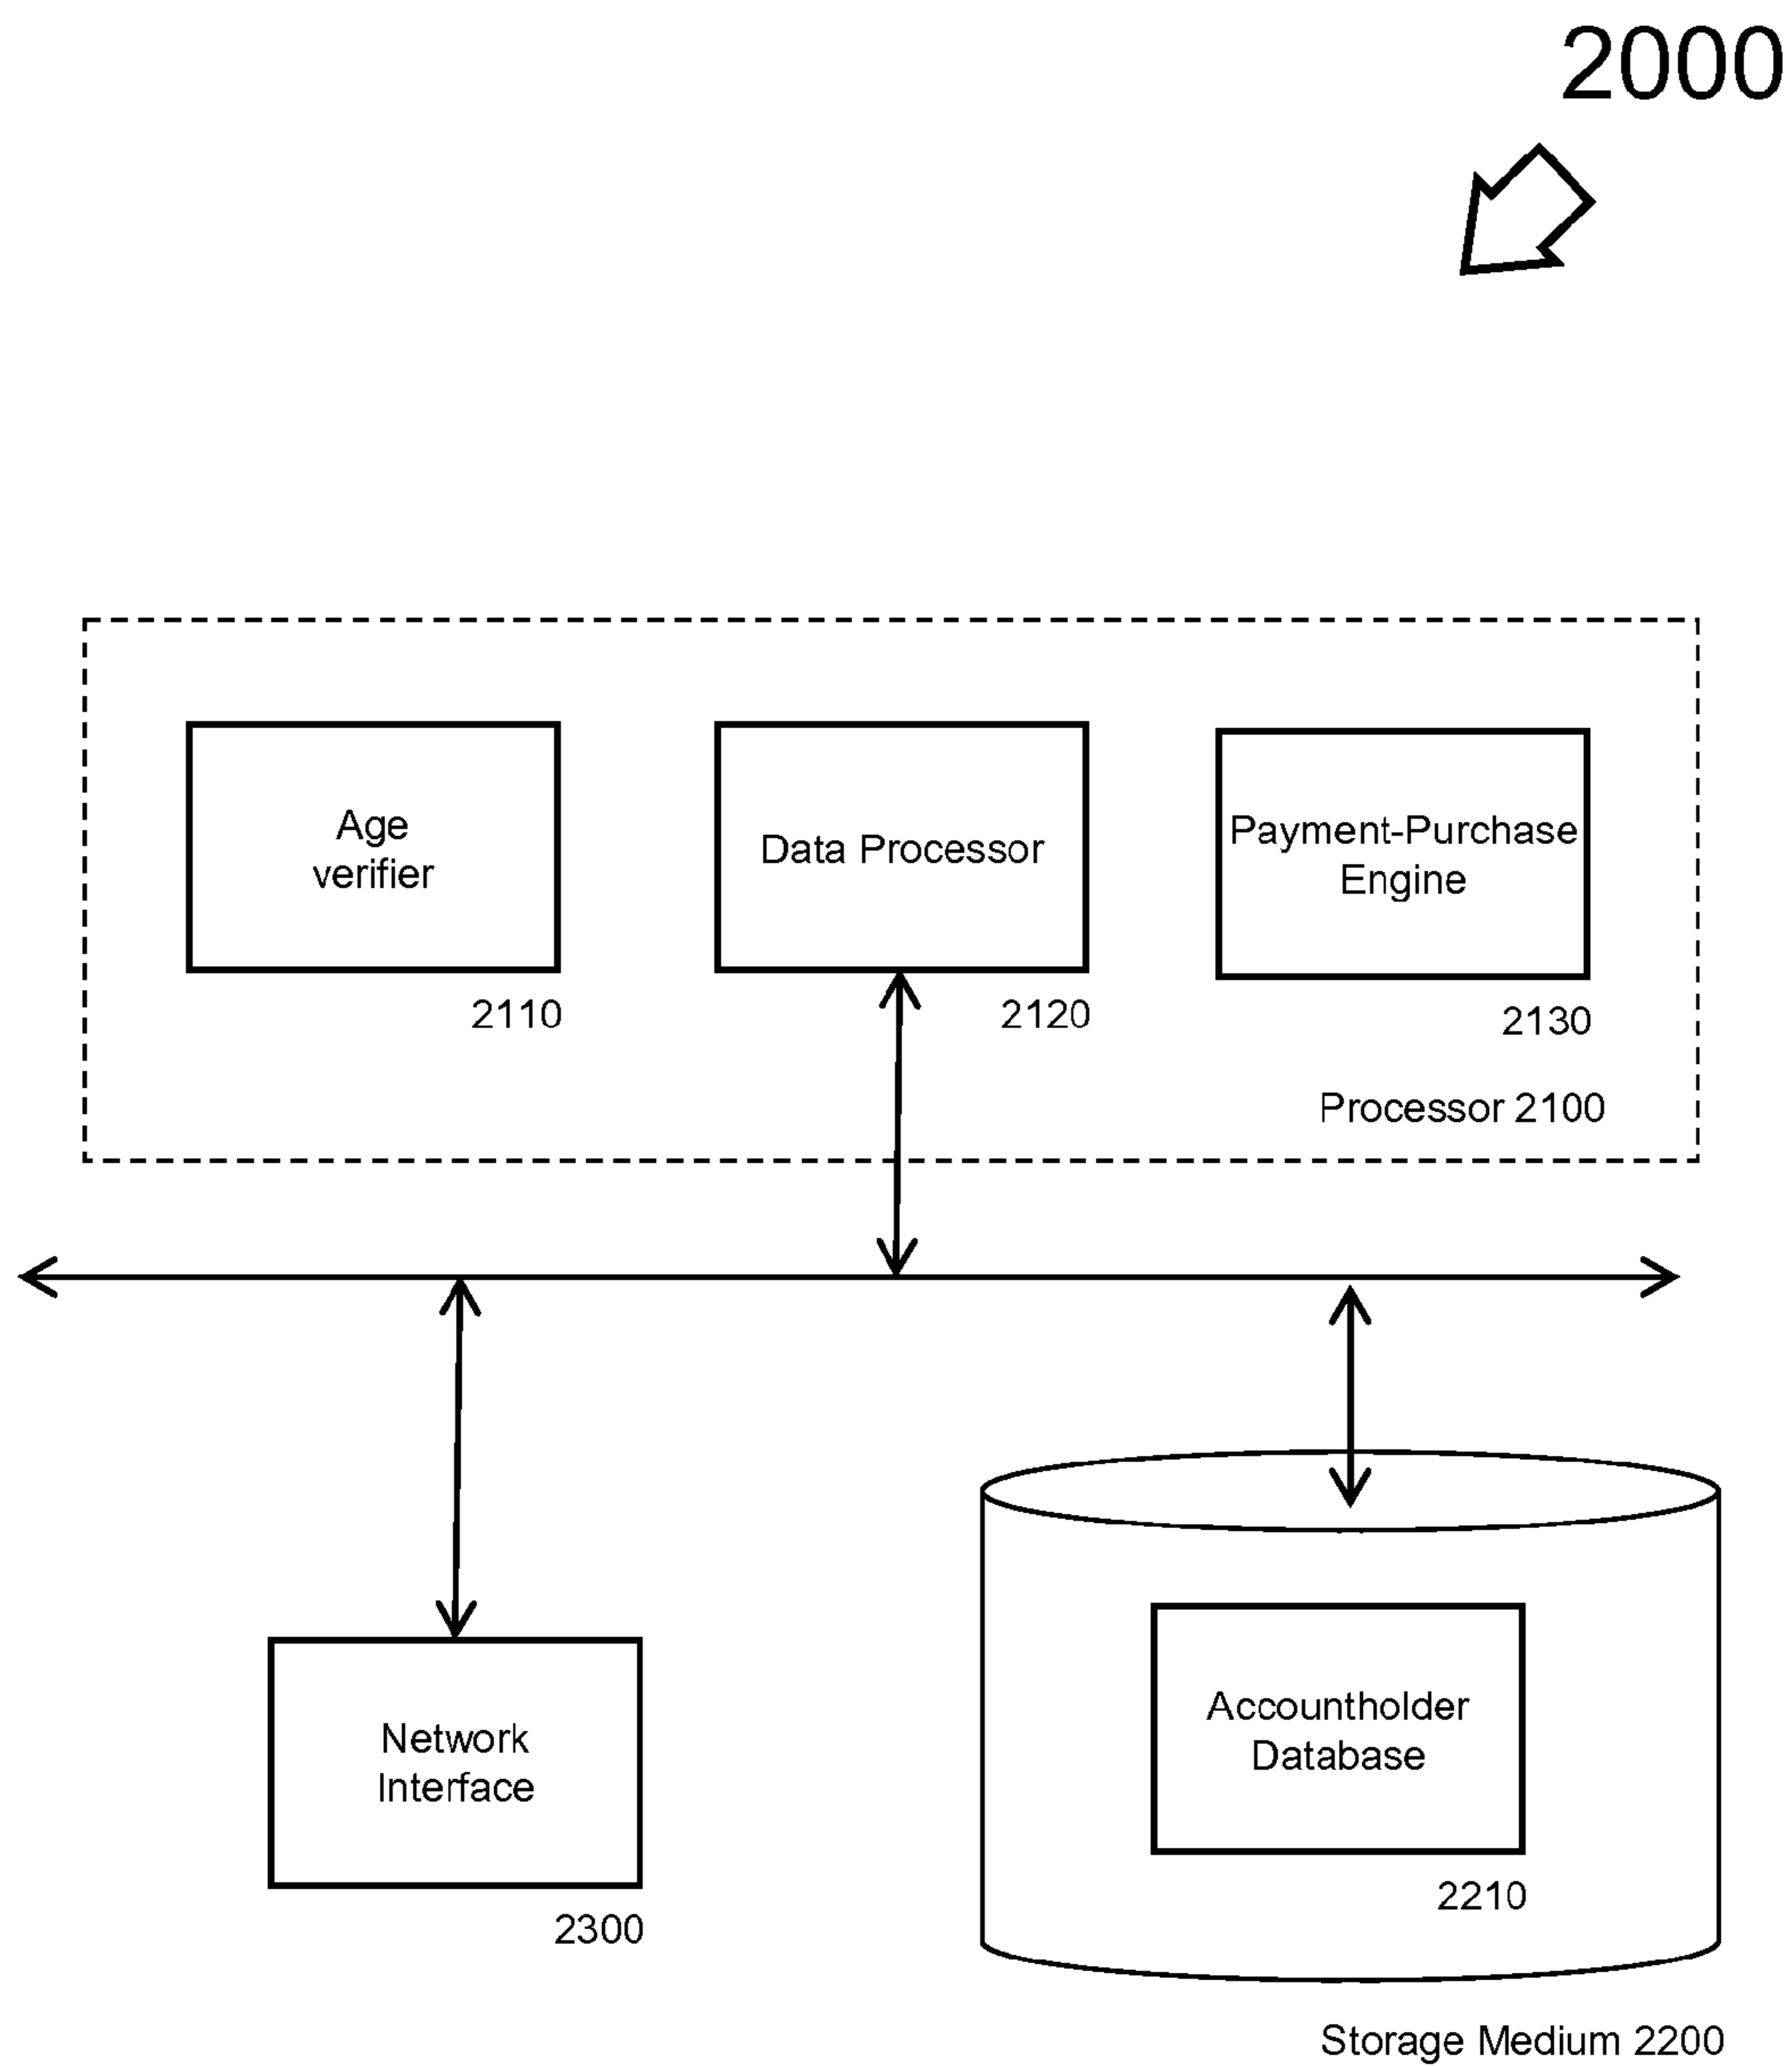 2000
Age
verifier
Data Processor
Payment-Purchase
Engine
2110
2120
2130
Processor 2100
Network
Interface
2300
Accountholder
Database
2210
Storage Medium 2200